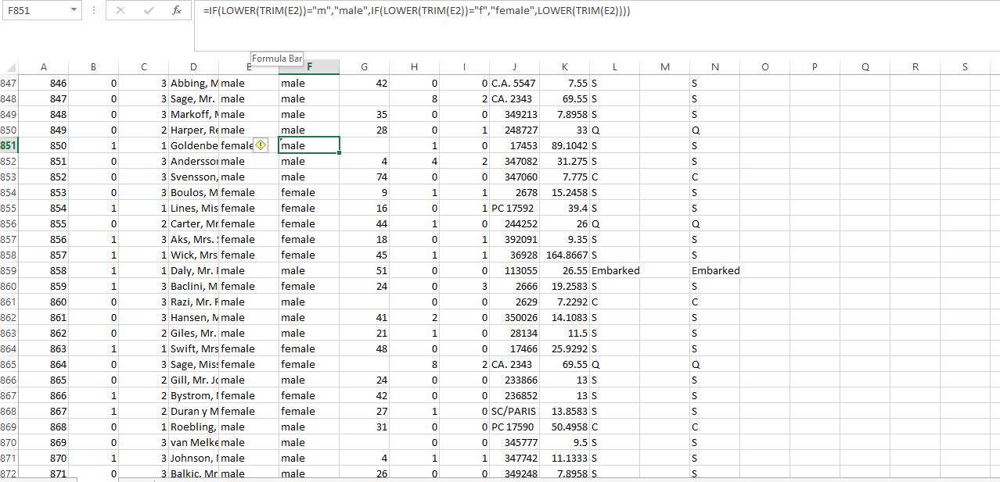 F851 fx =IF(LOWER(TRIM(E2))="m","male",IF(LOWER(TRIM(E2))="f","female",LOWER(TRIM(E2))))
Formula Bar
A B C D E F G H I J K L M N O P Q R S
847 846 0 3 Abbing, M male male 42 0 0 C.A. 5547 7.55 S S
848 847 0 3 Sage, Mr. male male 8 2 CA. 2343 69.55 S S
849 848 0 3 Markoff, male male 35 0 0 349213 7.8958 S S
850 849 0 2 Harper, Re male male 28 0 1 248727 33 Q Q
851 850 1 1 Goldenbe female male 1 0 17453 89.1042 S S
852 851 0 3 Andersson male male 4 4 2 347082 31.275 S S
853 852 0 3 Svensson, male male 74 0 0 347060 7.775 C C
854 853 0 3 Boulos, M female female 9 1 1 2678 15.2458 S S
855 854 1 1 Lines, Mis female female 16 0 1 PC 17592 39.4 S S
856 855 0 2 Carter, Mr female female 44 1 0 244252 26 Q Q
857 856 1 3 Aks, Mrs. female female 18 0 1 392091 9.35 S S
858 857 1 1 Wick, Mrs female female 45 1 1 36928 164.8667 S S
859 858 1 1 Daly, Mr. male male 51 0 0 113055 26.55 Embarked Embarked
860 859 1 3 Baclini, M female female 24 0 3 2666 19.2583 S S
861 860 0 3 Razi, Mr. male male 0 0 2629 7.2292 C C
862 861 0 3 Hansen, M male male 41 2 0 350026 14.1083 S S
863 862 0 2 Giles, Mr. male male 21 1 0 28134 11.5 S S
864 863 1 1 Swift, Mrs female female 48 0 0 17466 25.9292 S S
865 864 0 3 Sage, Miss female female 8 2 CA. 2343 69.55 Q Q
866 865 0 2 Gill, Mr. Jo male male 24 0 0 233866 13 S S
867 866 1 2 Bystrom, female female 42 0 0 236852 13 S S
868 867 1 2 Duran y M female female 27 1 0 SC/PARIS 13.8583 S S
869 868 0 1 Roebling, male male 31 0 0 PC 17590 50.4958 C C
870 869 0 3 van Melke male male 0 0 345777 9.5 S S
871 870 1 3 Johnson, male male 4 1 1 347742 11.1333 S S
872 871 0 3 Balkic, Mr male male 26 0 0 349248 7.8958 S S